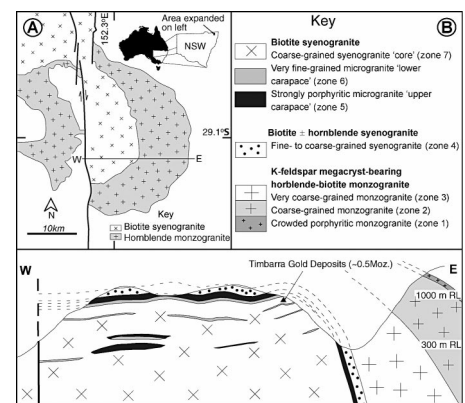 A
152.3°E
Area expanded
on left
NSW
29.1°S
W
E
N
10km
Key
Biotite syenogranite
Hornblende monzogranite
Key
B
Biotite syenogranite
Coarse-grained syenogranite 'core' (zone 7)
Very fine-grained microgranite 'lower
carapace' (zone 6)
Strongly porphyritic microgranite 'upper
carapace' (zone 5)
Biotite ± hornblende syenogranite
Fine- to coarse-grained syenogranite (zone 4)
K-feldspar megacryst-bearing
horblende-biotite monzogranite
Very coarse-grained monzogranite (zone 3)
Coarse-grained monzogranite (zone 2)
Crowded porphyritic monzogranite (zone 1)
W
Timbarra Gold Deposits (~0.5Moz.)
E
1000 m RL
300 m RL